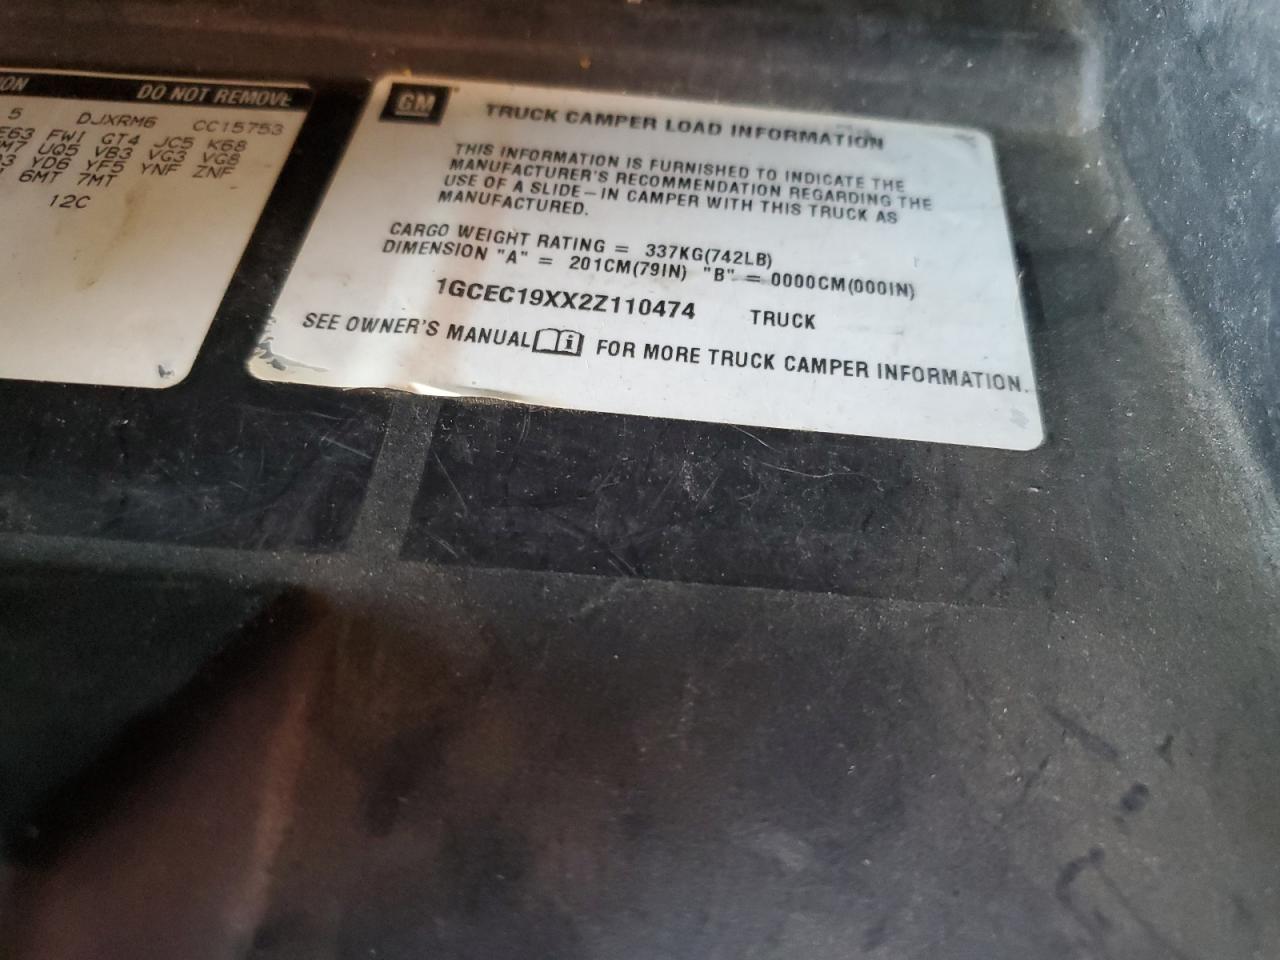 ION DO NOT REMOVE
5 DJXRM6 CC15753
E63 FW1 GT4 JC5 K68
M7 UQ5 VB3 VG3 VG8
YD6 YF5 YNF ZNF
6MT 7MT
12C
GM TRUCK CAMPER LOAD INFORMATION
THIS INFORMATION IS FURNISHED TO INDICATE THE
MANUFACTURER'S RECOMMENDATION REGARDING THE
USE OF A SLIDE-IN CAMPER WITH THIS TRUCK AS
MANUFACTURED.
CARGO WEIGHT RATING = 337KG(742LB)
DIMENSION "A" = 201CM(79IN) "B" = 0000CM(000IN)
1GCEC19XX2Z110474 TRUCK
SEE OWNER'S MANUAL i FOR MORE TRUCK CAMPER INFORMATION.